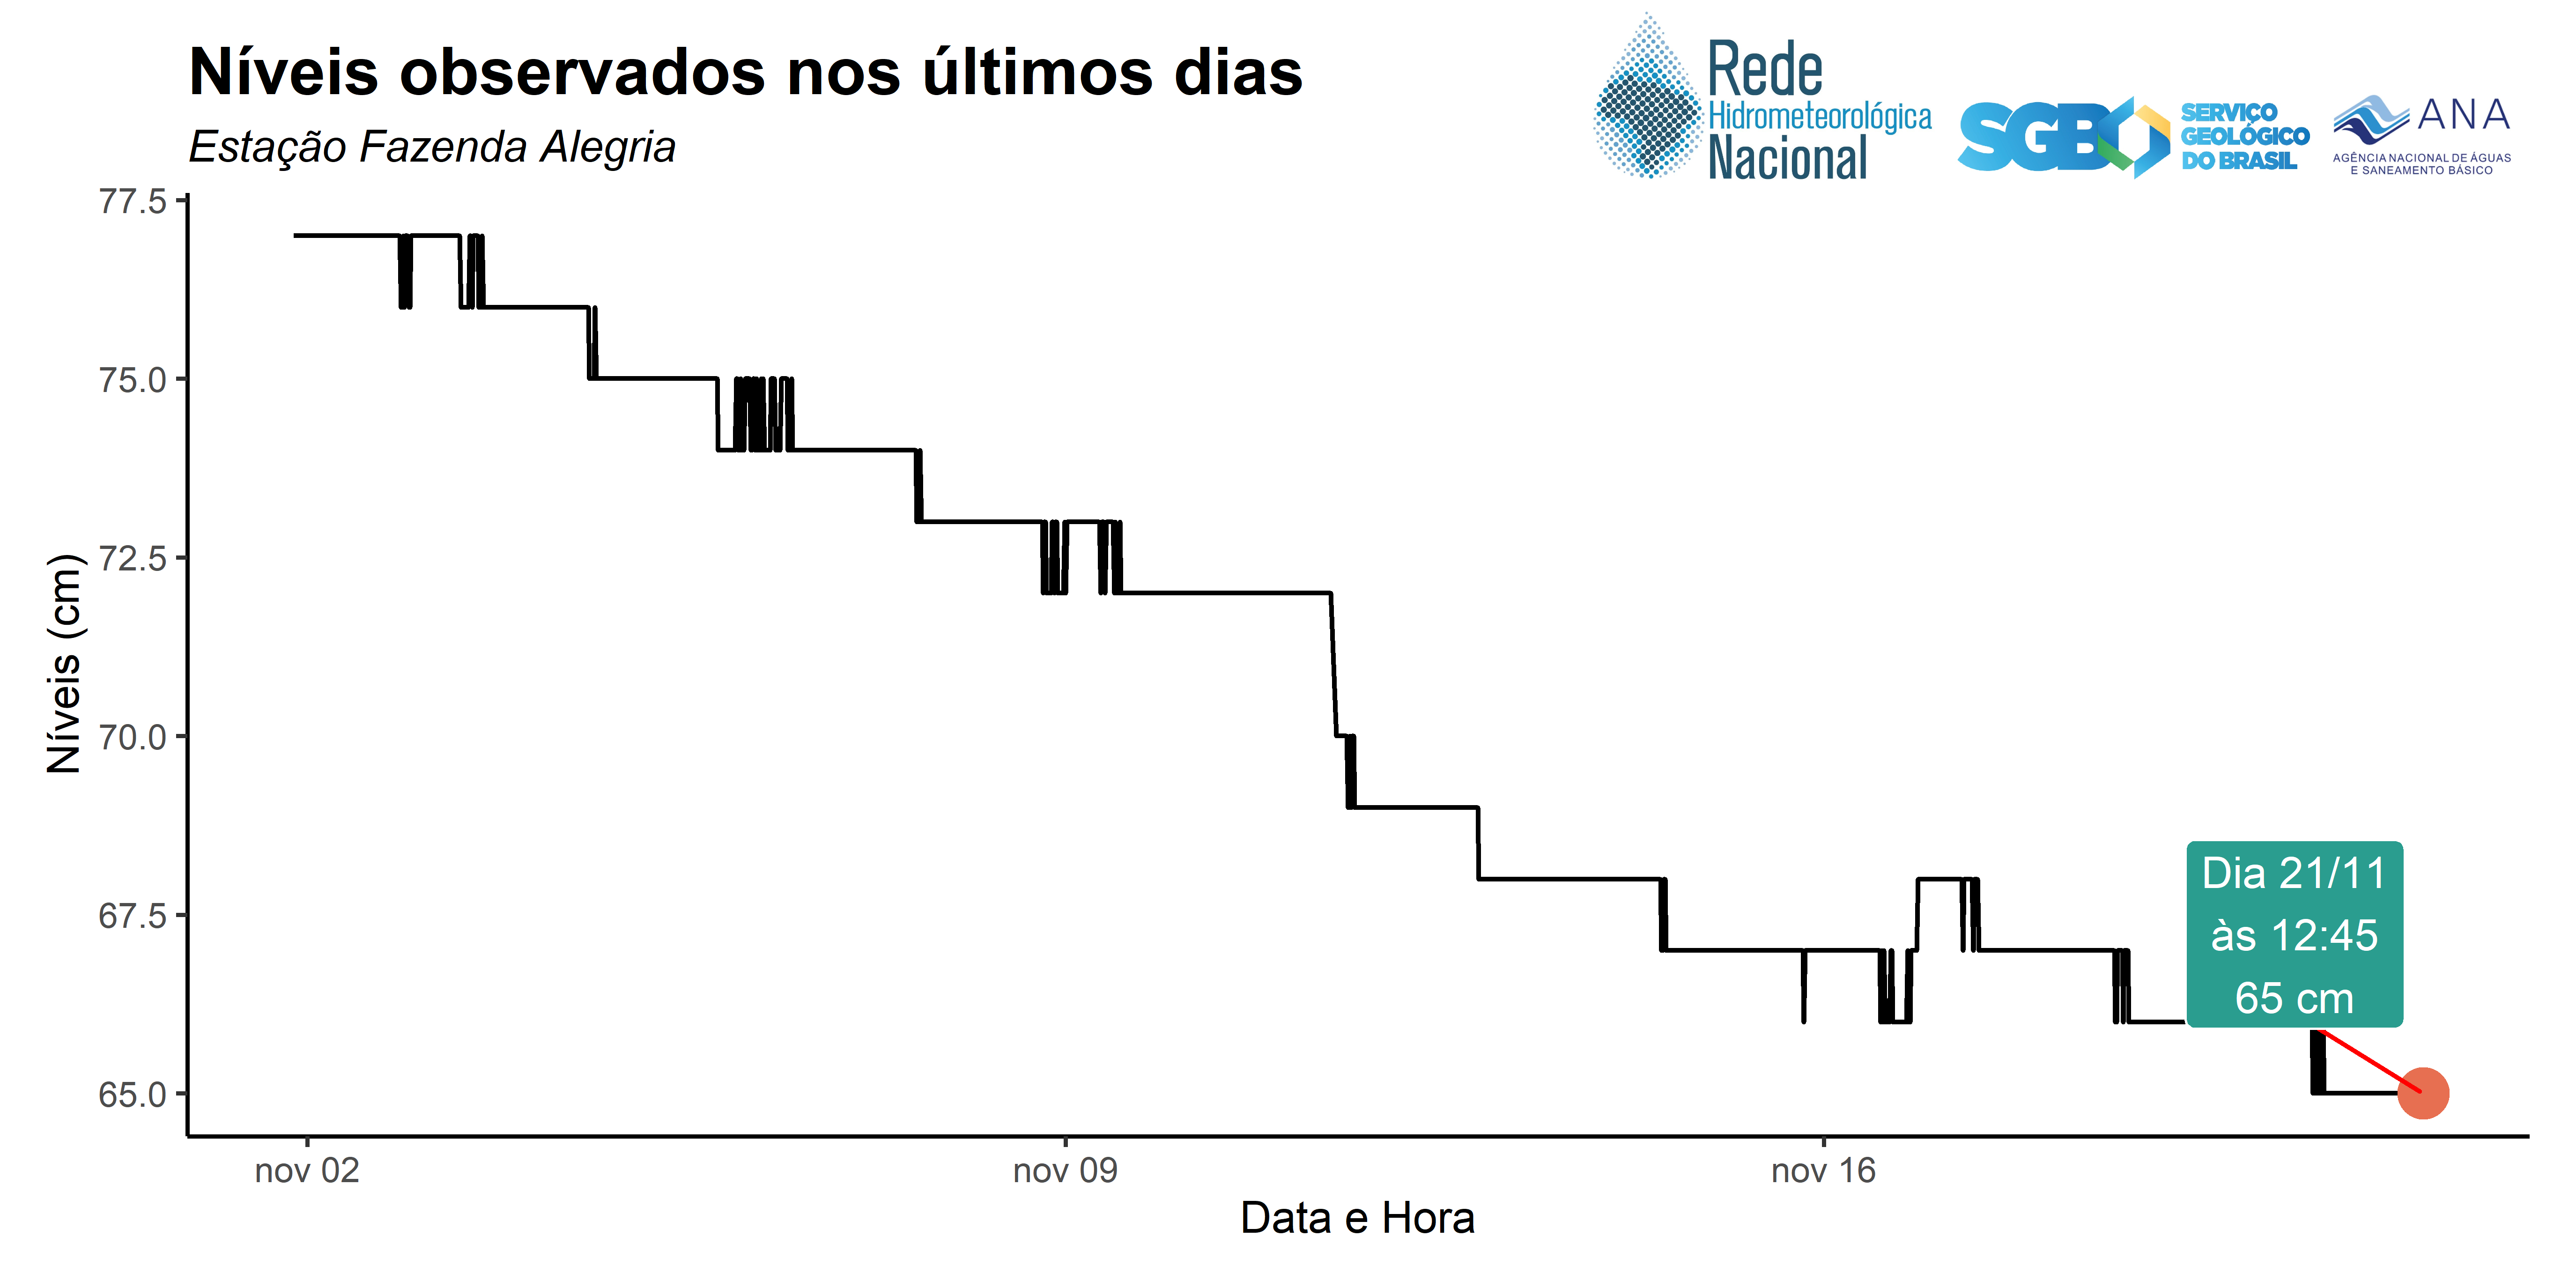 Níveis observados nos últimos dias
Estação Fazenda Alegria
Rede
Hidrometeorológica
Nacional
SGB
SERVIÇO
GEOLÓGICO
DO BRASIL
ANA
AGÊNCIA NACIONAL DE ÁGUAS
E SANEAMENTO BÁSICO
Níveis (cm)
77.5
75.0
72.5
70.0
67.5
65.0
Dia 21/11
às 12:45
65 cm
nov 02
nov 09
nov 16
Data e Hora